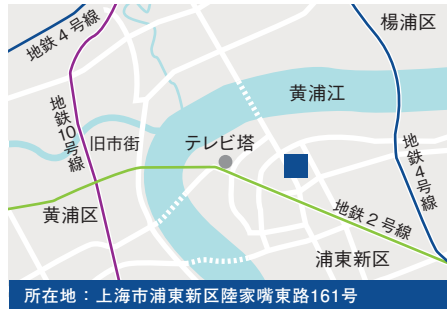 地鉄4号線
楊浦区
黄浦江
地鉄10号線
旧市街
テレビ塔
地鉄4号線
黄浦区
地鉄2号線
浦東新区
所在地：上海市浦東新区陸家嘴東路161号